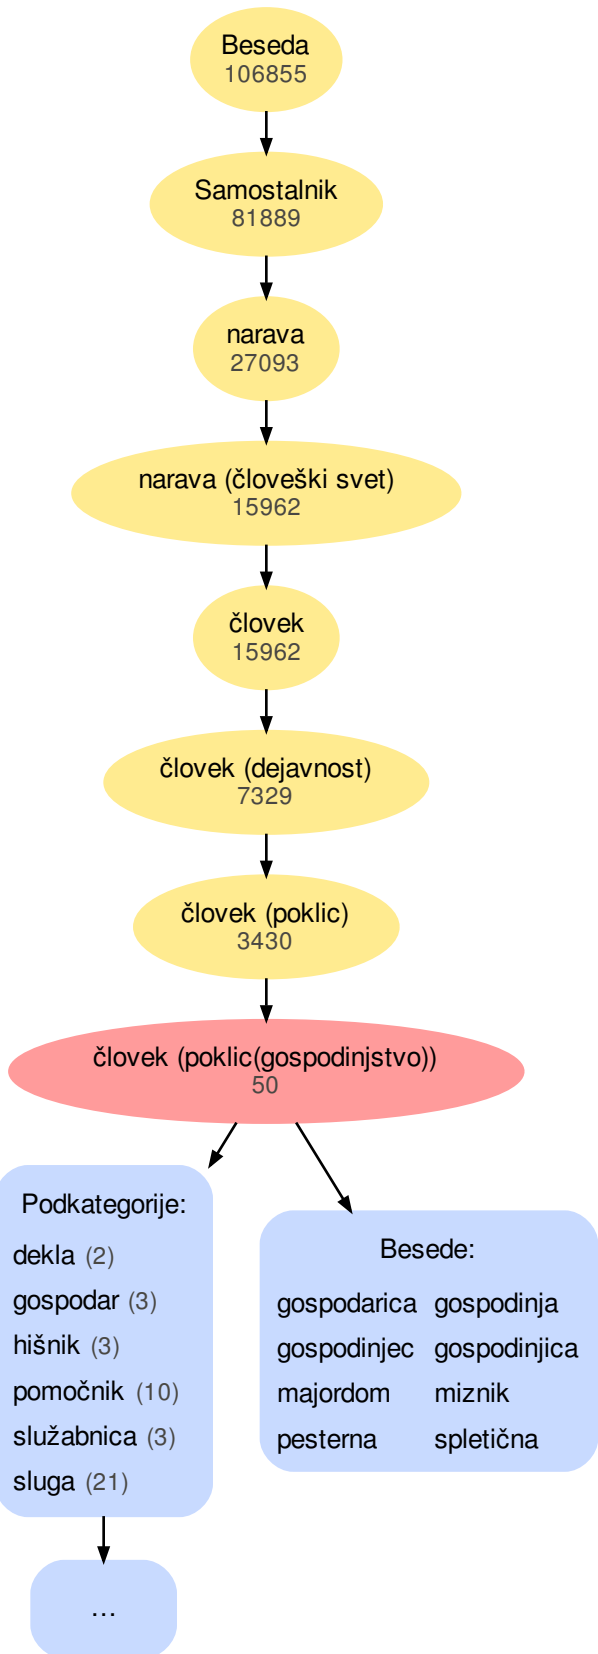 Beseda
106855
Samostalnik
81889
narava
27093
narava (človeški svet)
15962
človek
15962
človek (dejavnost)
7329
človek (poklic)
3430
človek (poklic(gospodinjstvo))
50
Podkategorije:
dekla (2)
gospodar (3)
hišnik (3)
pomočnik (10)
služabnica (3)
sluga (21)
...
Besede:
gospodarica gospodinja
gospodinjec gospodinjica
majordom miznik
pesterna spletična